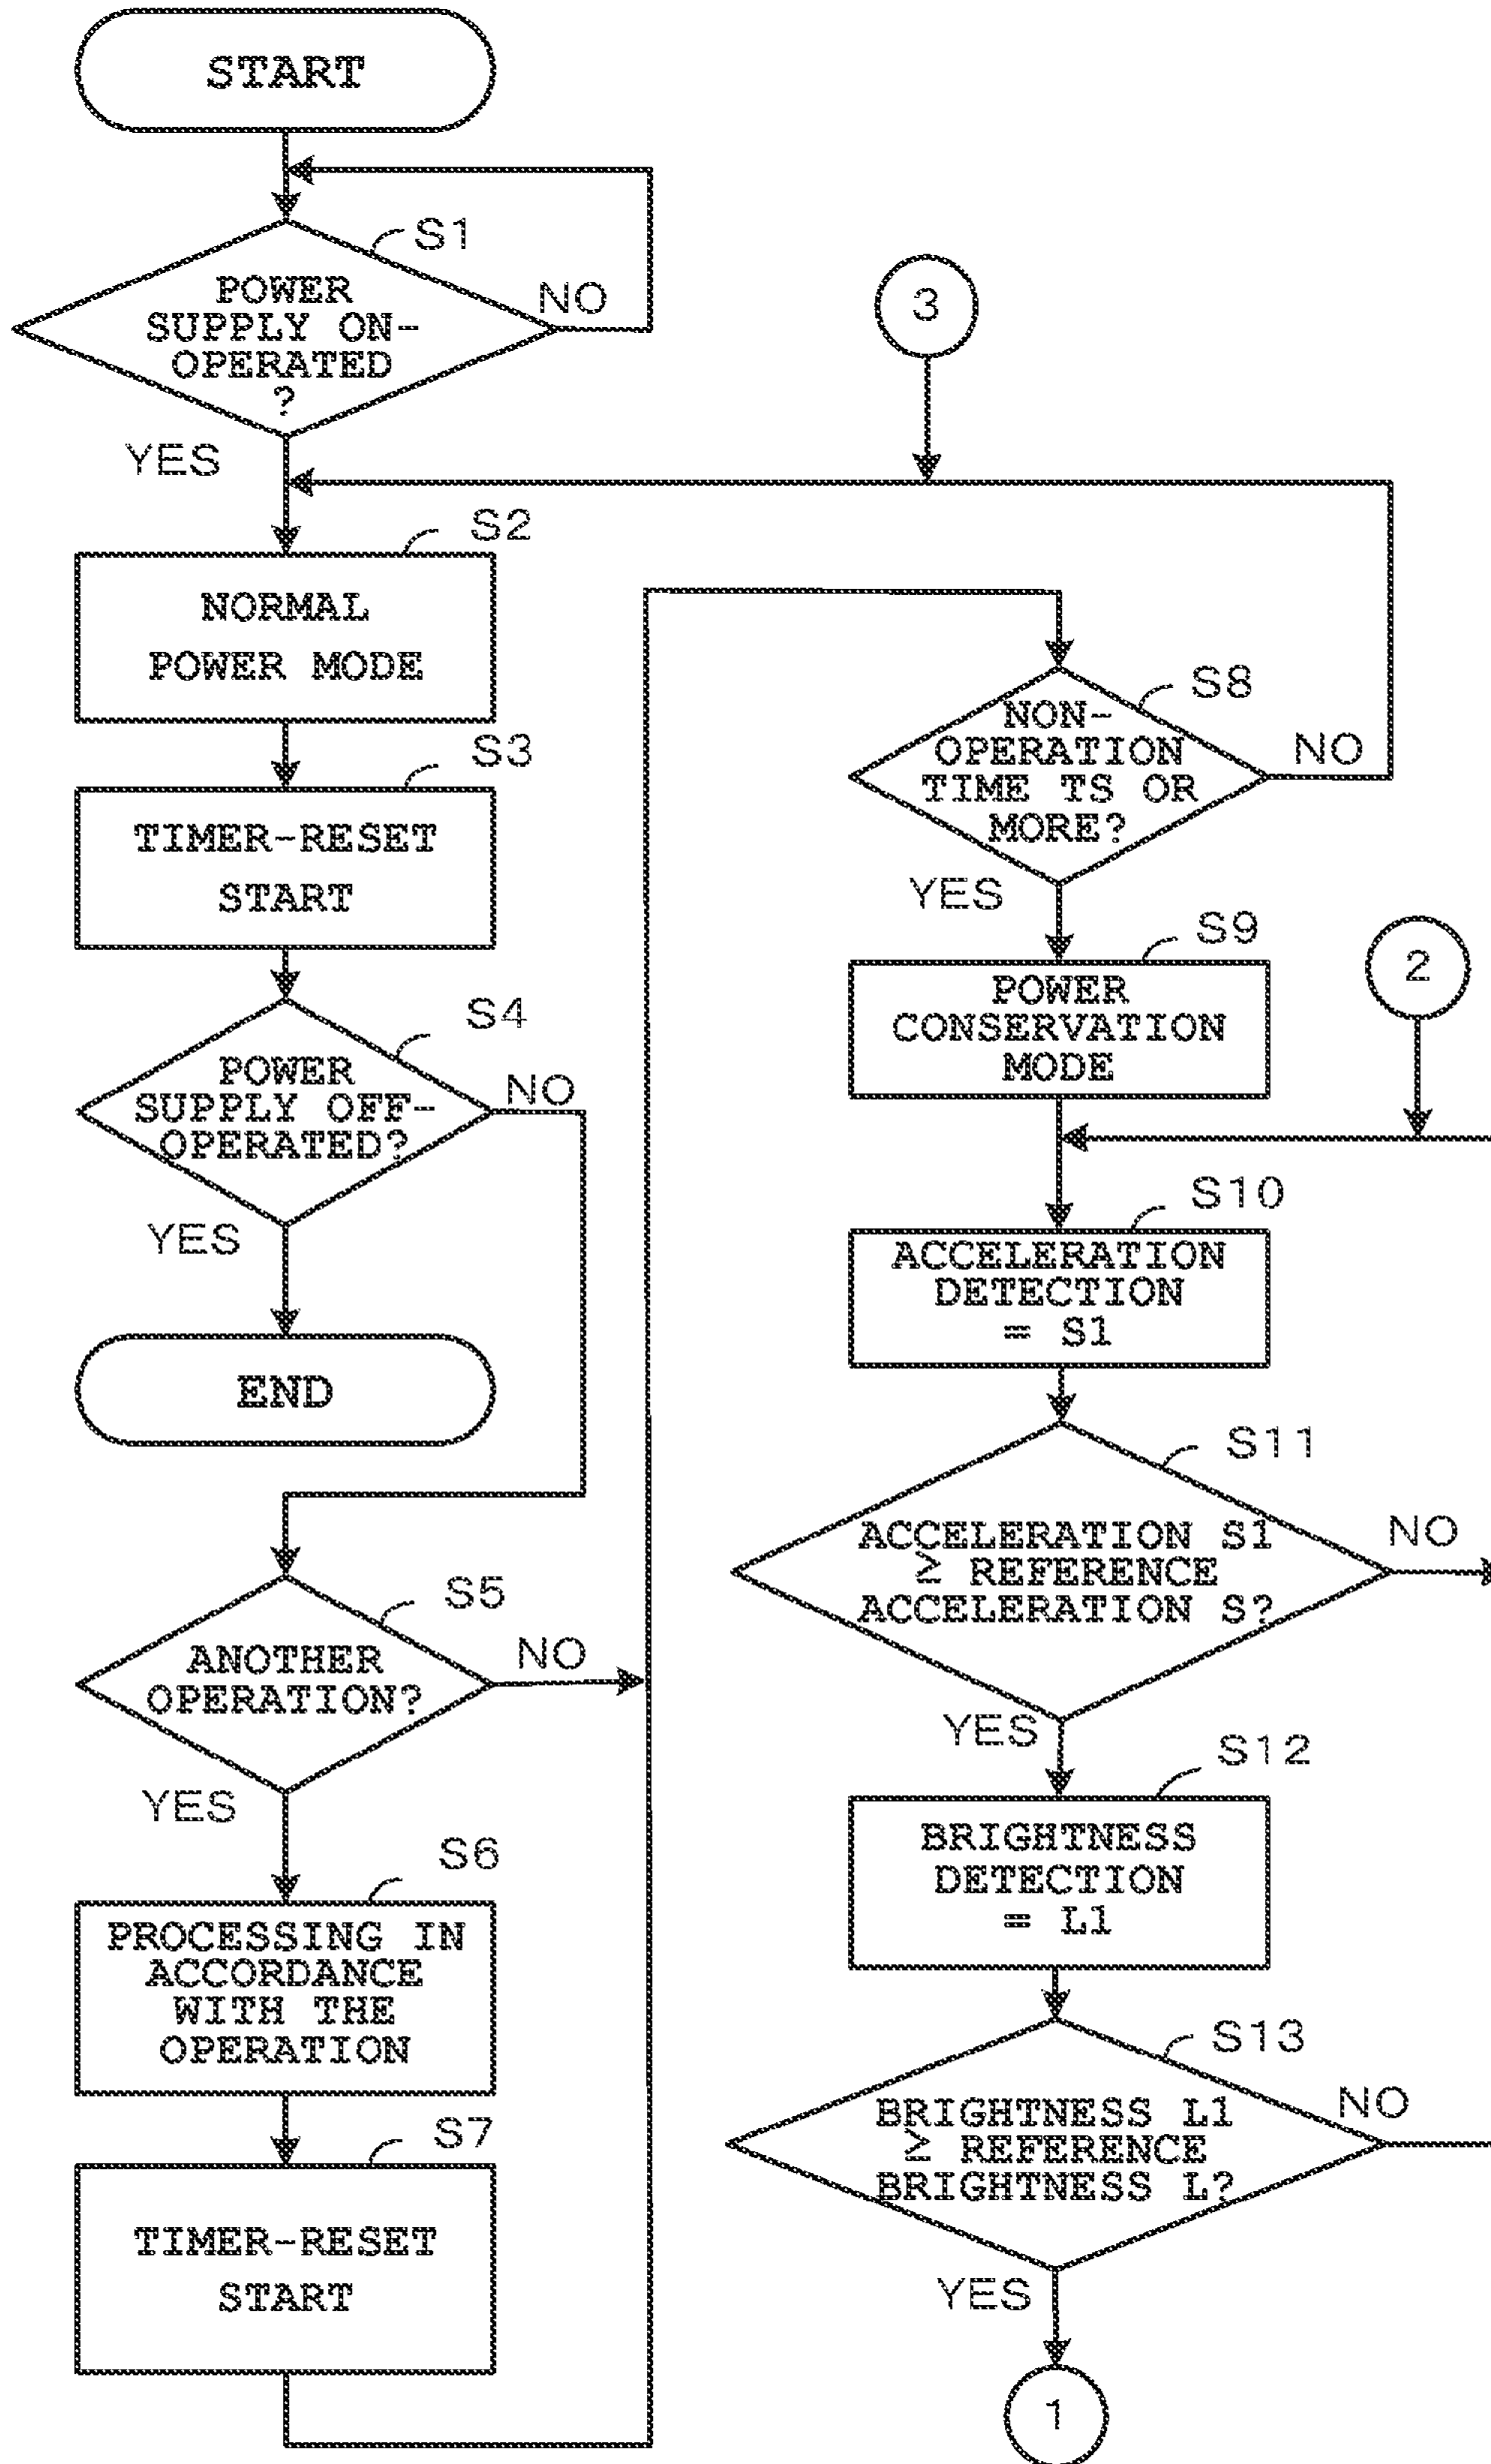 START
S1
POWER
SUPPLY ON-
OPERATED
?
NO
YES
S2
NORMAL
POWER MODE
S3
TIMER-RESET
START
S4
POWER
SUPPLY OFF-
OPERATED?
NO
YES
END
S5
ANOTHER
OPERATION?
NO
YES
S6
PROCESSING IN
ACCORDANCE
WITH THE
OPERATION
S7
TIMER-RESET
START
3
S8
NON-
OPERATION
TIME TS OR
MORE?
NO
YES
S9
POWER
CONSERVATION
MODE
2
S10
ACCELERATION
DETECTION
= S1
S11
ACCELERATION S1
≥ REFERENCE
ACCELERATION S?
NO
YES
S12
BRIGHTNESS
DETECTION
= L1
S13
BRIGHTNESS L1
≥ REFERENCE
BRIGHTNESS L?
NO
YES
1